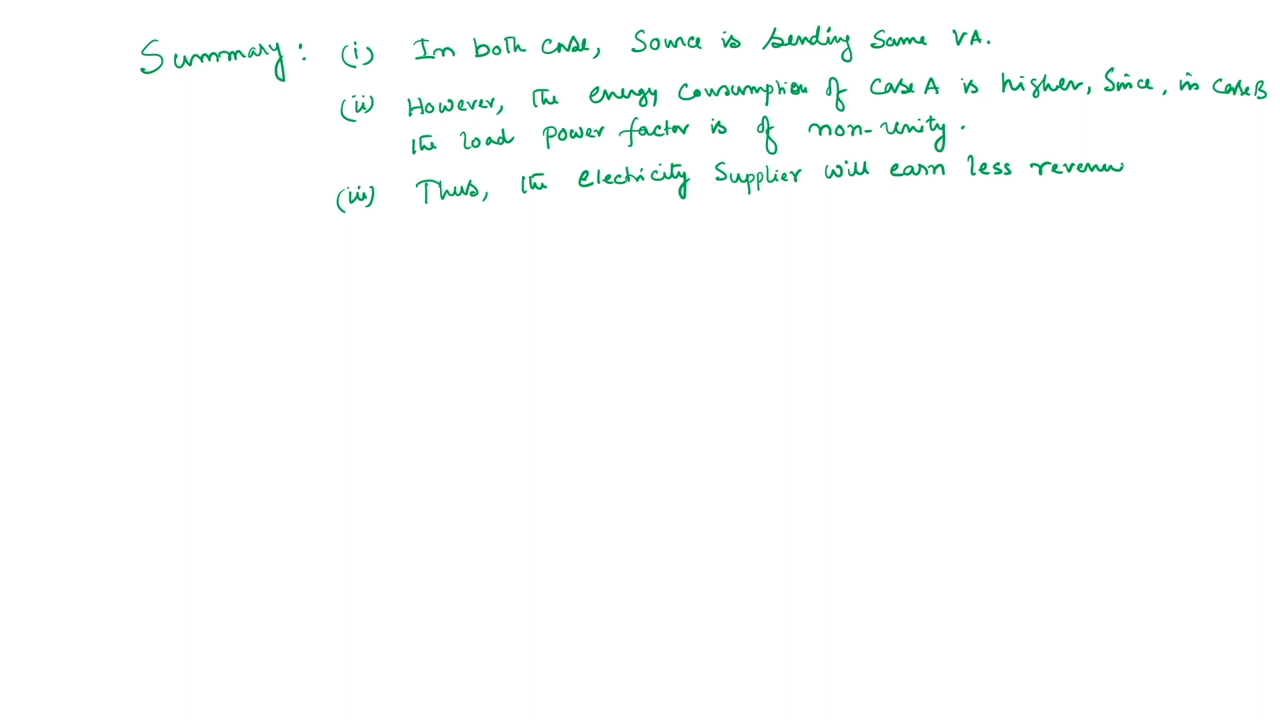 Summary: (i) In both case, Source is sending same VA.
(ii) However, the energy consumption of case A is higher, Since, in case B
the load power factor is of non-unity.
(iii) Thus, the electricity supplier will earn less revenue